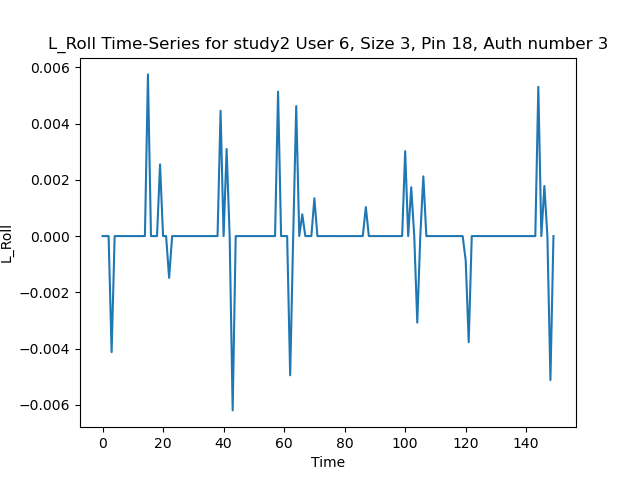 L_Roll Time-Series for study2 User 6, Size 3, Pin 18, Auth number 3
0.006
0.004
0.002
0.000
−0.002
−0.004
−0.006
L_Roll
0 20 40 60 80 100 120 140
Time